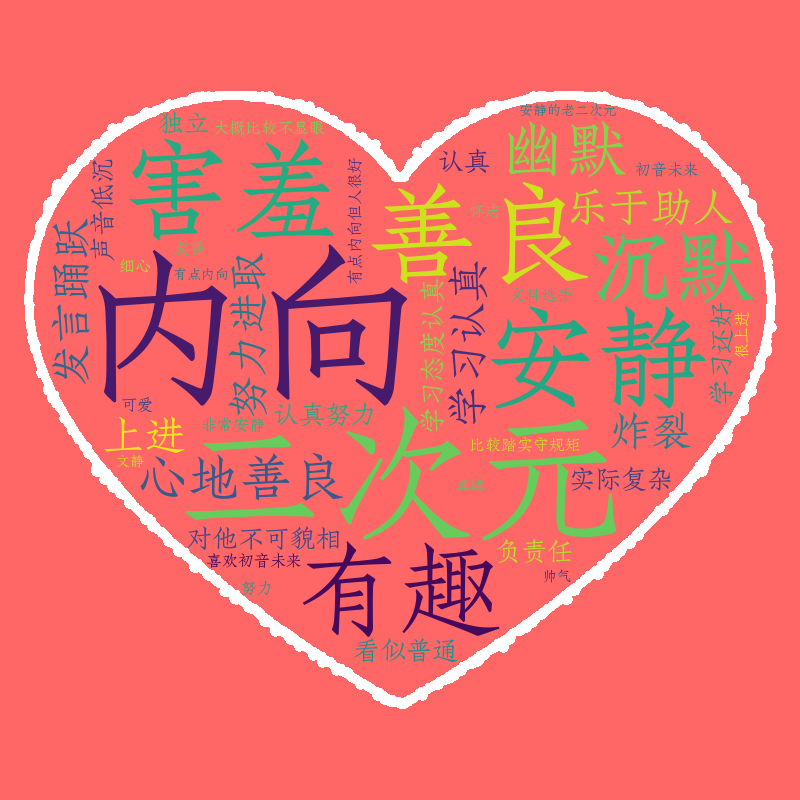 安静的老二次元
独立
大概比较不显眼
幽默
认真
害羞
初音未来
声音低沉
有点内向但人很好
善良
乐于助人
沉默
细心
有点内向
内向
发言踊跃
努力进取
学习态度认真
学习认真
安静
学习还好
很上进
可爱
认真努力
非常安静
上进
二次元
炸裂
比较踏实守规矩
文静
心地善良
实际复杂
对他不可貌相
负责任
喜欢初音未来
有趣
帅气
努力
看似普通